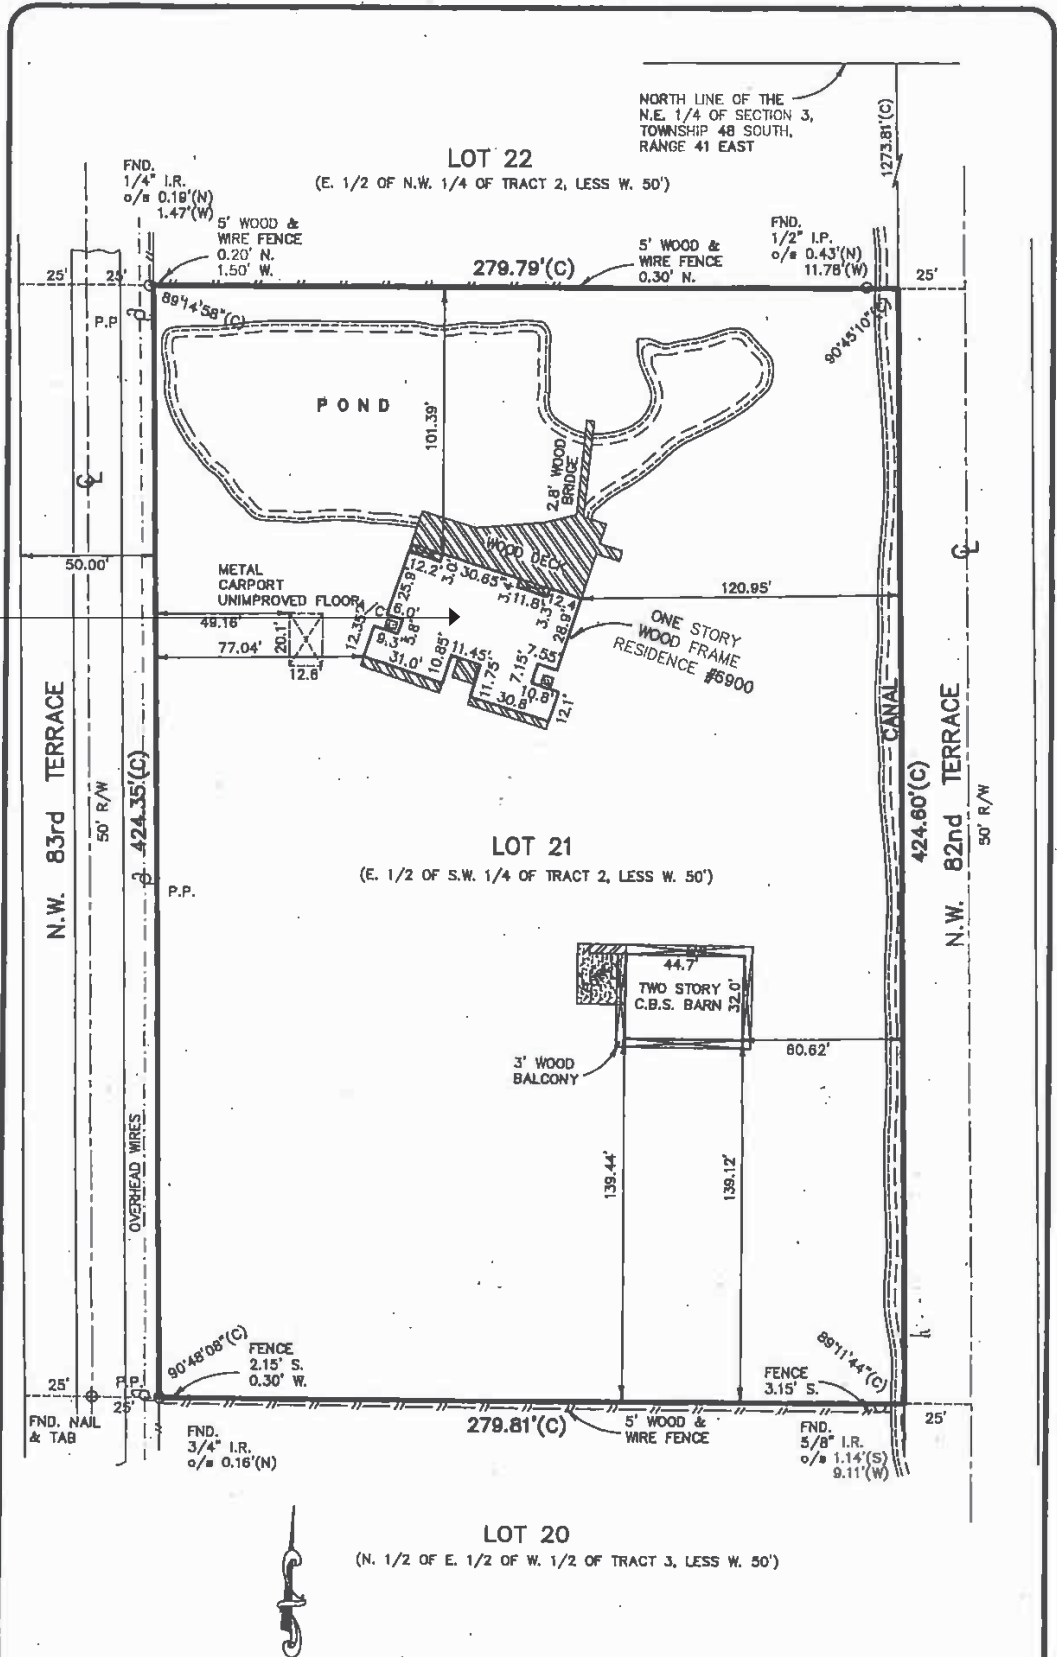 NORTH LINE OF THE
N.E. 1/4 OF SECTION 3,
TOWNSHIP 48 SOUTH,
RANGE 41 EAST
1273.81'(C)
LOT 22
(E. 1/2 OF N.W. 1/4 OF TRACT 2, LESS W. 50')
FND.
1/4" I.R.
o/s 0.19'(N)
1.47'(W)
5' WOOD &
WIRE FENCE
0.20' N.
1.50' W.
279.79'(C)
5' WOOD &
WIRE FENCE
0.30' N.
FND.
1/2" I.P.
o/s 0.43'(N)
11.78'(W)
25'
25'
25'
89°14'58"(C)
90°45'10"(C)
P.P
POND
101.39'
2.8' WOOD
BRIDGE
WOOD DECK
50.00'
METAL
CARPORT
UNIMPROVED FLOOR
49.16'
77.04'
20.1'
12.6'
A/C
25.9'
12.2'
30.65'
11.8'
12.4
3.3'
28.9'
6.0'
5.8'
9.3'
12.35'
31.0'
10.85'
11.45'
11.75'
7.15'
7.55
10.8'
30.8'
12.1'
120.95'
ONE STORY
WOOD FRAME
RESIDENCE #6900
CANAL
N.W. 83rd TERRACE
50' R/W
424.35'(C)
P.P.
424.60'(C)
N.W. 82nd TERRACE
50' R/W
LOT 21
(E. 1/2 OF S.W. 1/4 OF TRACT 2, LESS W. 50')
44.7'
TWO STORY
C.B.S. BARN
32.0'
80.62'
3' WOOD
BALCONY
139.44'
139.12'
OVERHEAD WIRES
90°48'08"(C)
FENCE
2.15' S.
0.30' W.
89°11'44"(C)
FENCE
3.15' S.
25'
P.P.
25'
25'
FND. NAIL
& TAB
FND.
3/4" I.R.
o/s 0.16'(N)
279.81'(C)
5' WOOD &
WIRE FENCE
FND.
5/8" I.R.
o/s 1.14'(S)
9.11'(W)
LOT 20
(N. 1/2 OF E. 1/2 OF W. 1/2 OF TRACT 3, LESS W. 50')